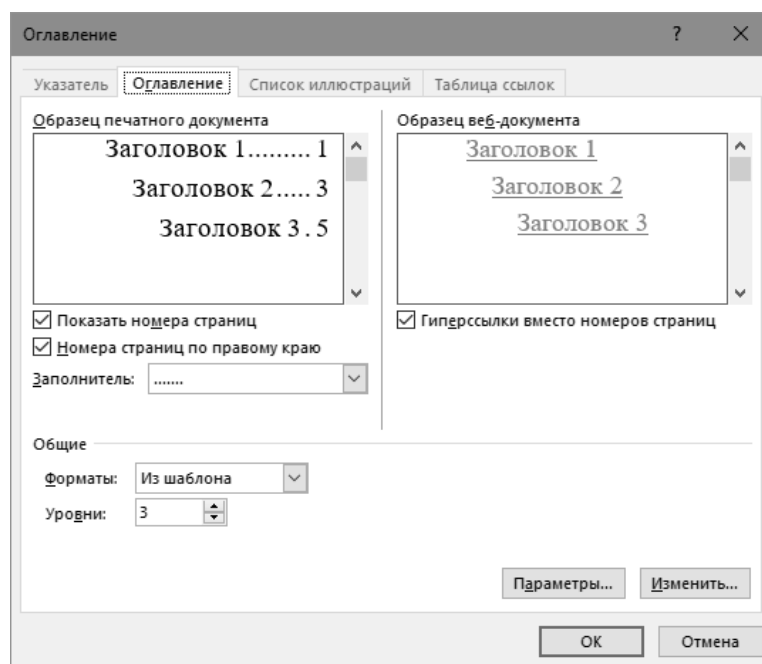 Оглавление ?
Указатель Оглавление Список иллюстраций Таблица ссылок
Образец печатного документа
Заголовок 1......... 1
Заголовок 2..... 3
Заголовок 3 . 5
Показать номера страниц
Номера страниц по правому краю
Заполнитель: .......
Образец веб-документа
Заголовок 1
Заголовок 2
Заголовок 3
Гиперссылки вместо номеров страниц
Общие
Форматы: Из шаблона
Уровни: 3
Параметры... Изменить...
ОК Отмена